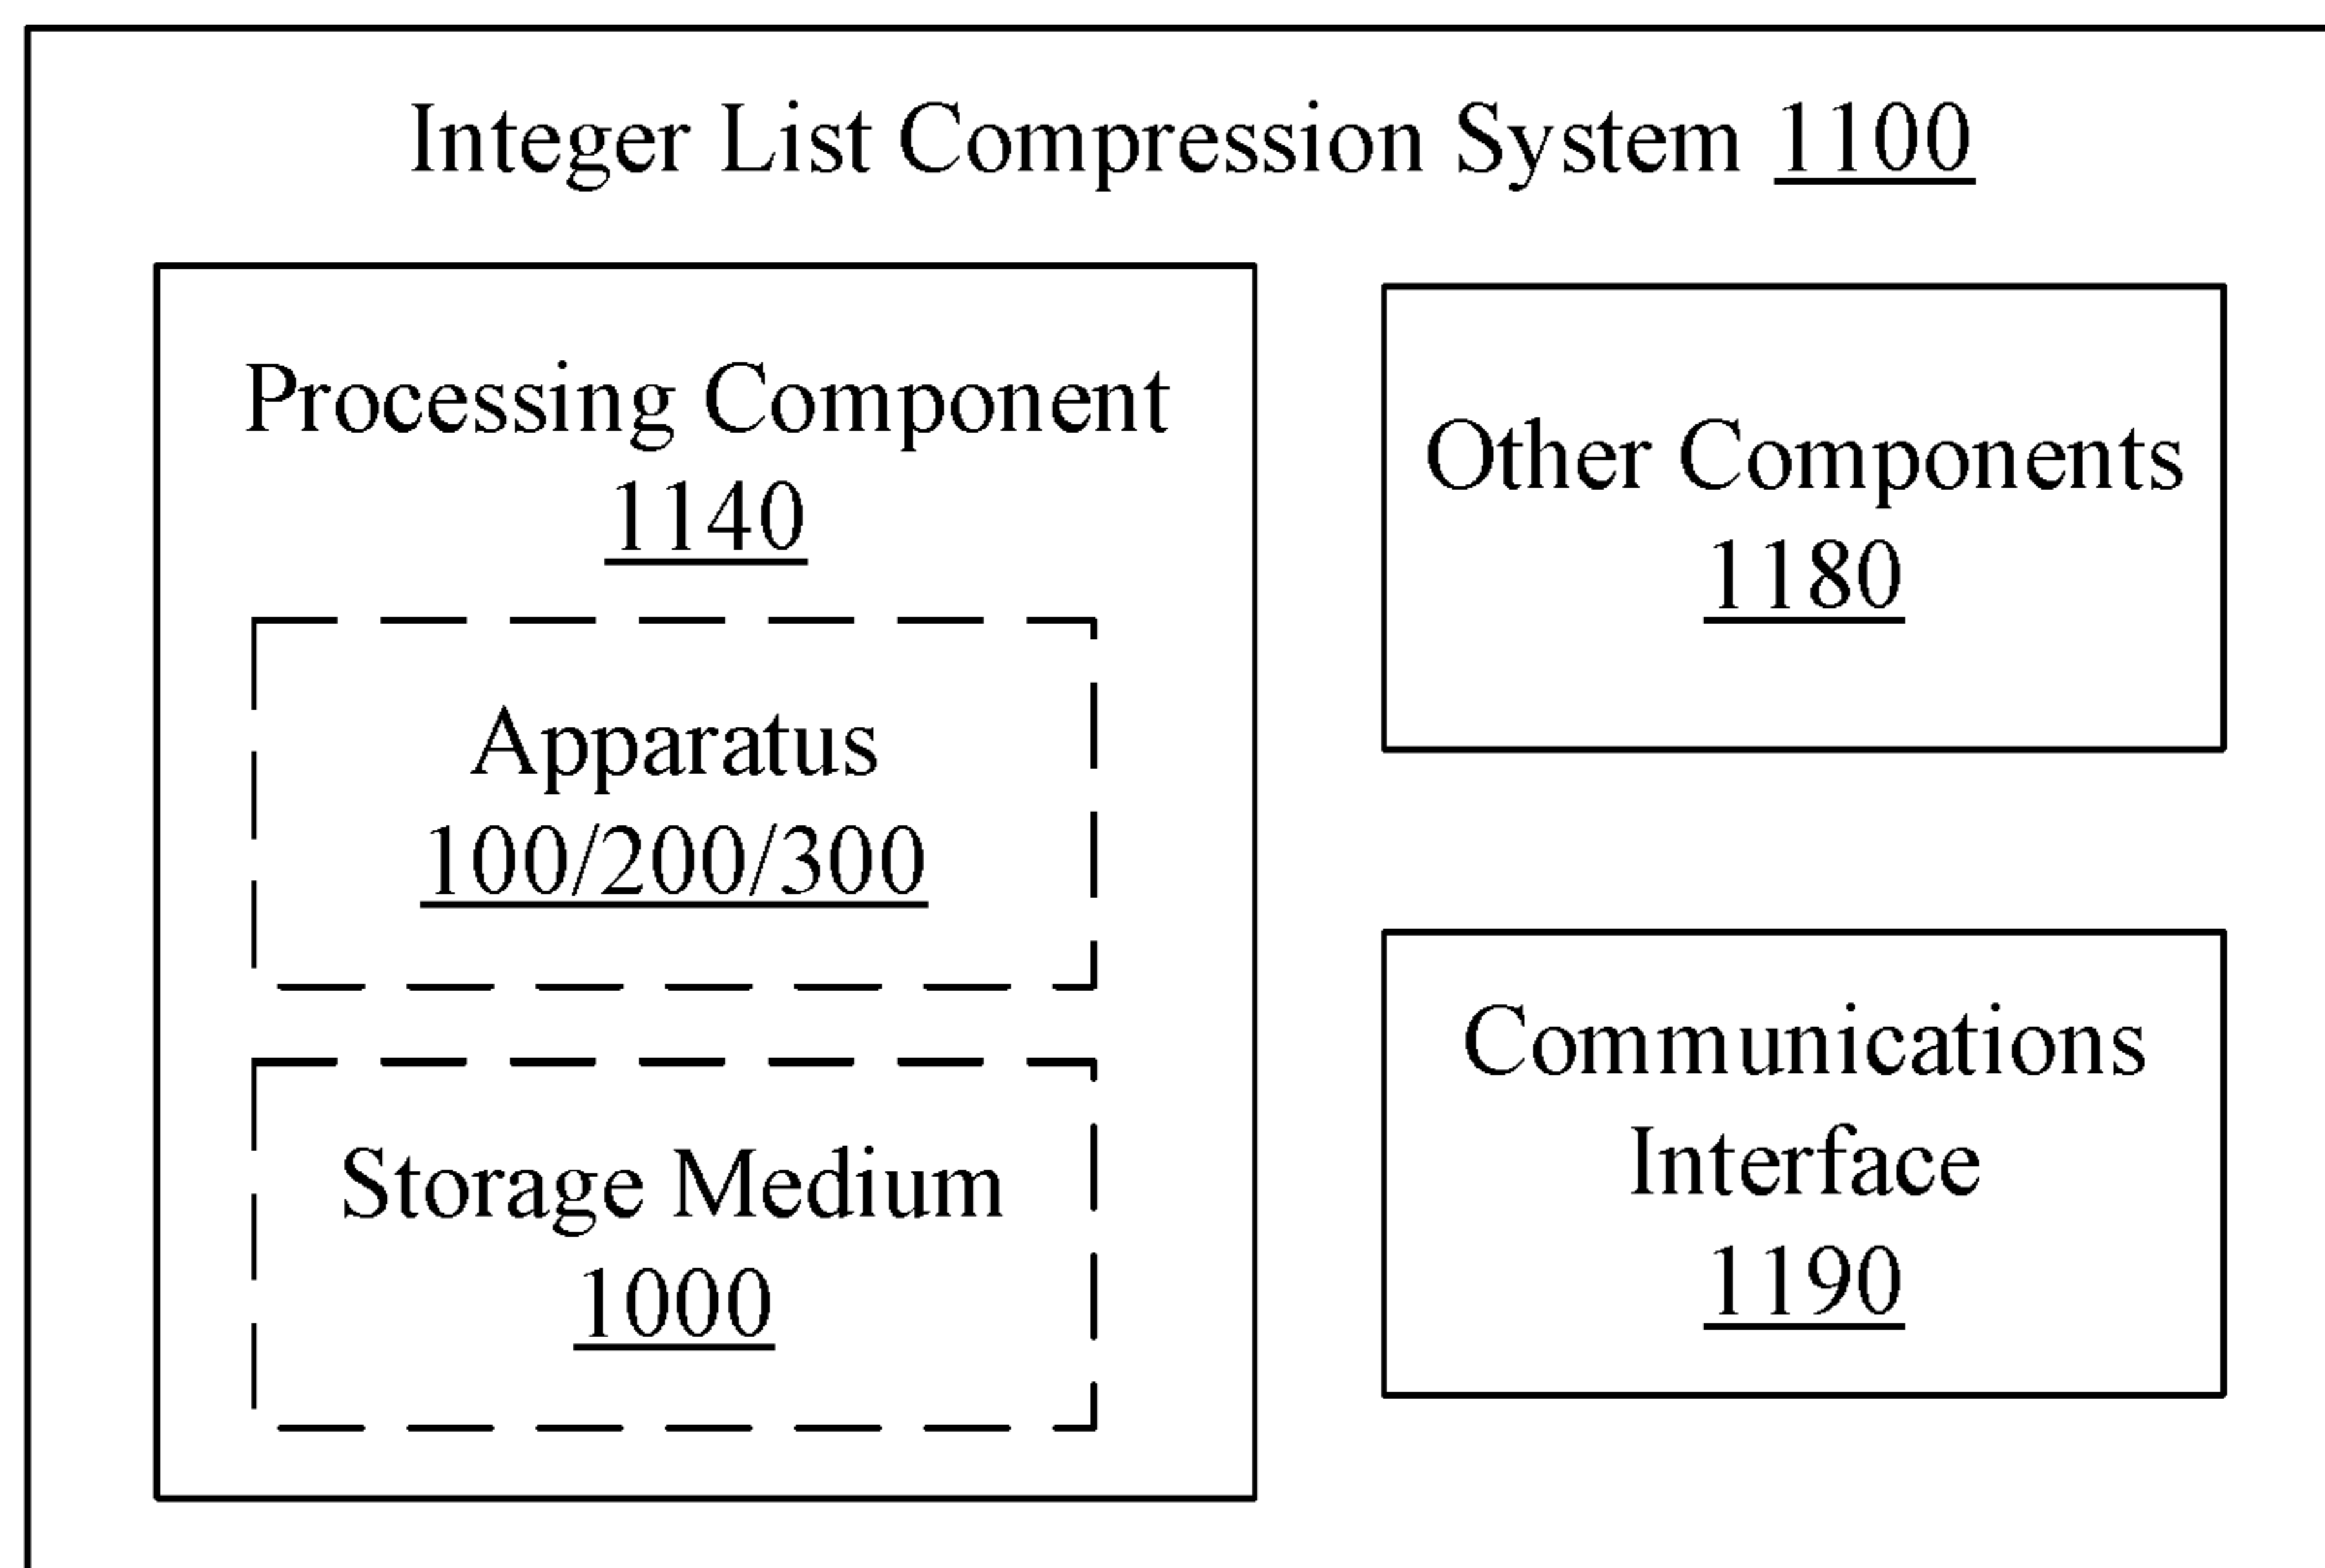 Integer List Compression System 1100
Processing Component
1140
Apparatus
100/200/300
Storage Medium
1000
Other Components
1180
Communications
Interface
1190